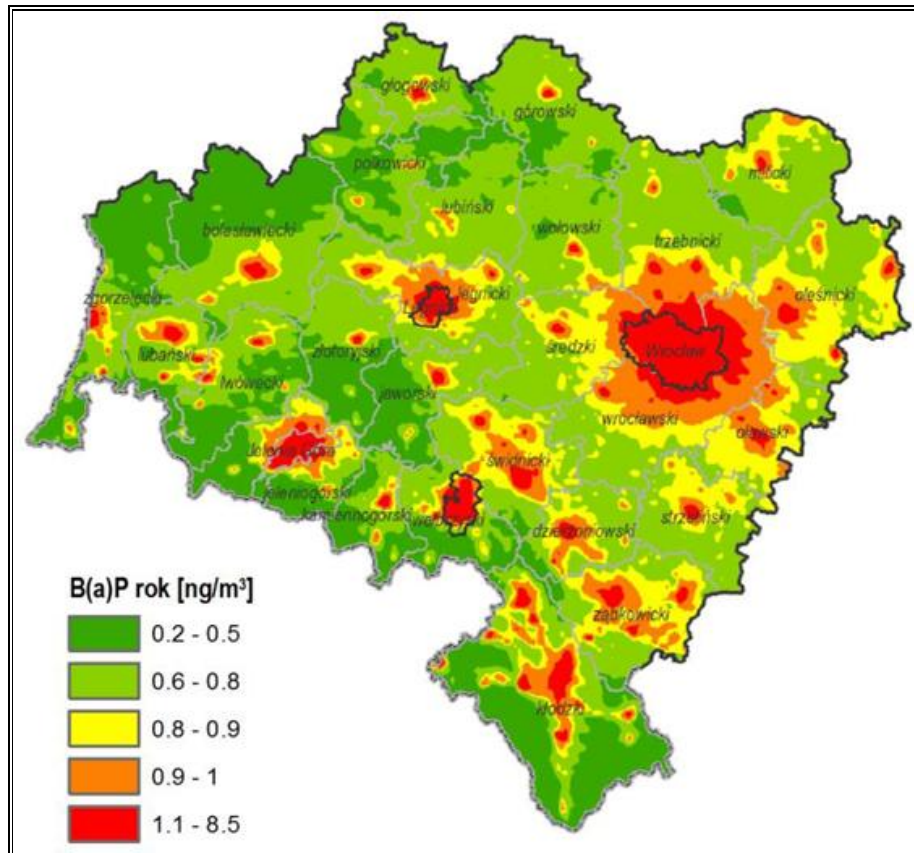 głogowski
górowski
polkowicki
milicki
lubiński
bolesławiecki
wołowski
trzebnicki
zgorzelecki
legnicki
oleśnicki
lubański
złotoryjski
średzki
Wrocław
lwówecki
jaworski
wrocławski
oławski
Jelenia Góra
świdnicki
jeleniogórski
kamiennogórski
wałbrzyski
dzierżoniowski
strzeliński
ząbkowicki
kłodzki
B(a)P rok [ng/m³]
0.2 - 0.5
0.6 - 0.8
0.8 - 0.9
0.9 - 1
1.1 - 8.5